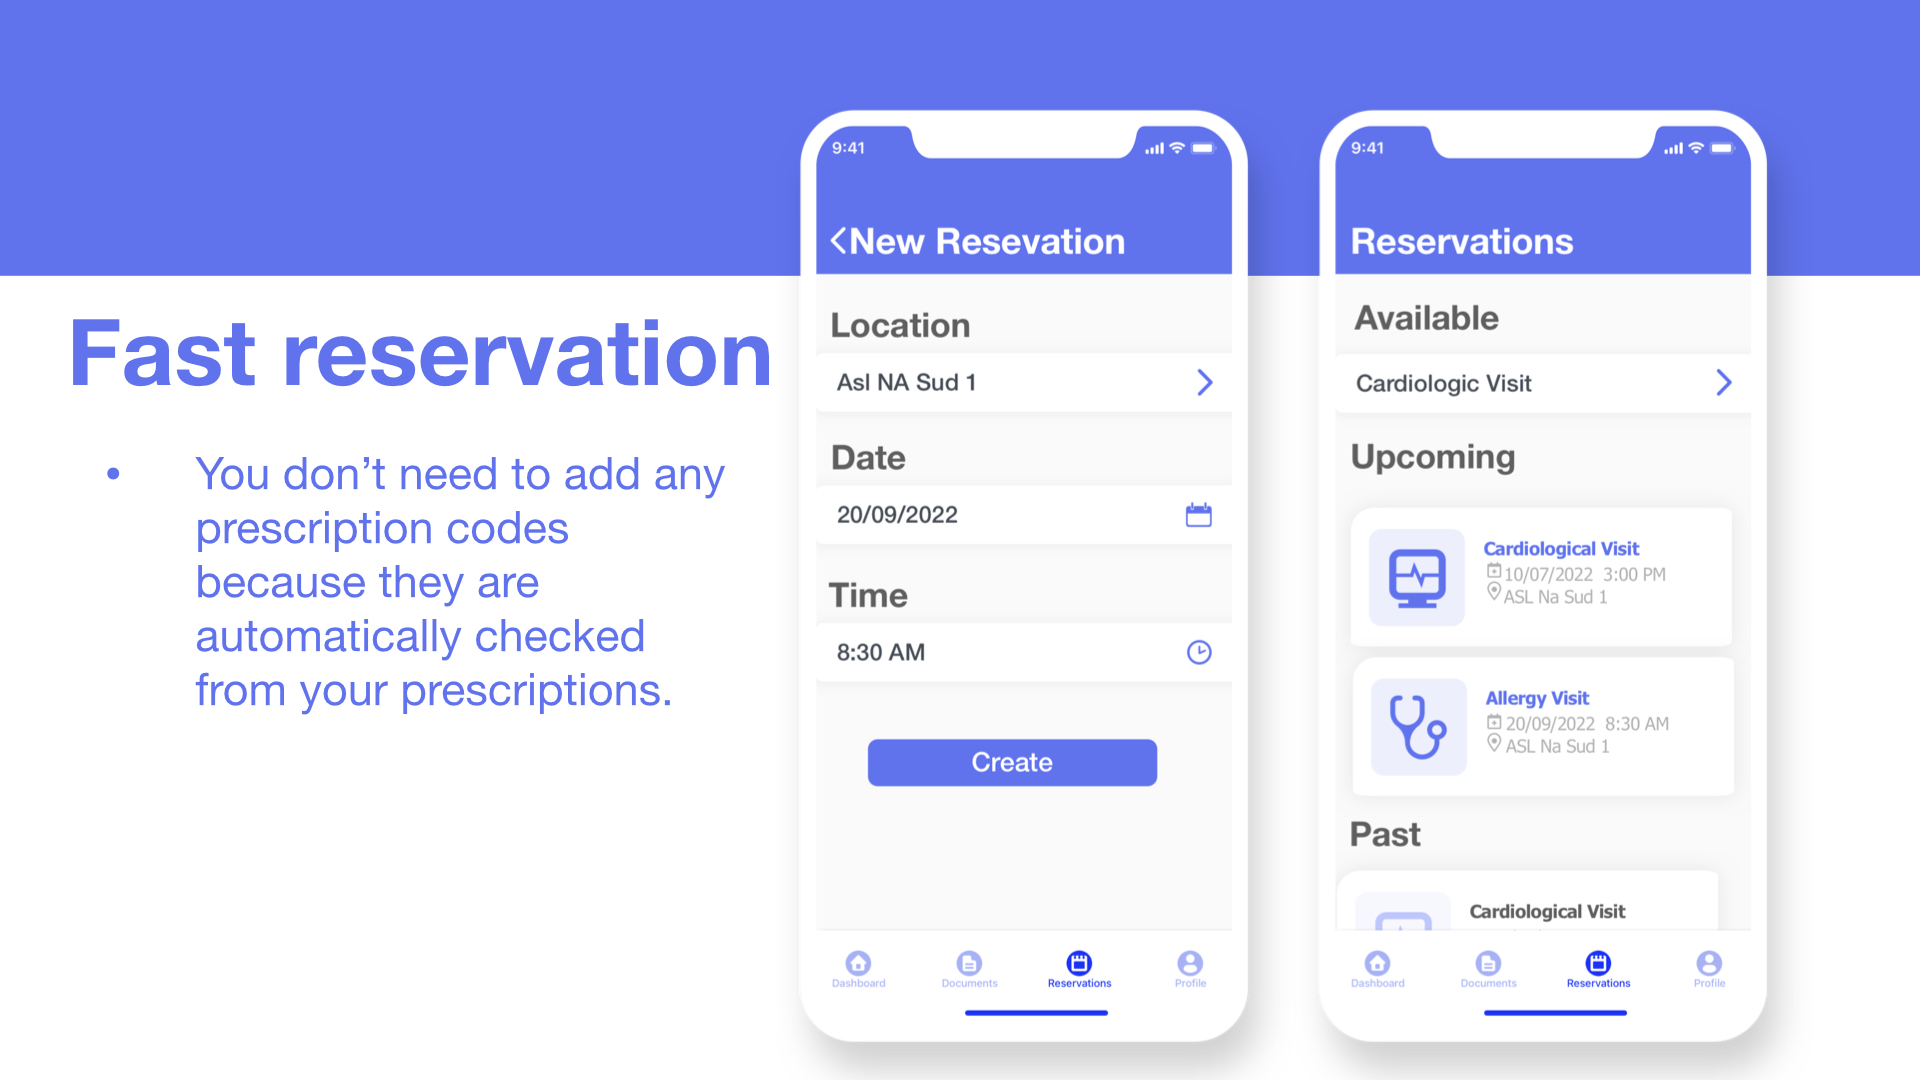 Fast reservation
• You don’t need to add any
prescription codes
because they are
automatically checked
from your prescriptions.
9:41
New Resevation
Location
Asl NA Sud 1
Date
20/09/2022
Time
8:30 AM
Create
Dashboard
Documents
Reservations
Profile
9:41
Reservations
Available
Cardiologic Visit
Upcoming
Cardiological Visit
10/07/2022 3:00 PM
ASL Na Sud 1
Allergy Visit
20/09/2022 8:30 AM
ASL Na Sud 1
Past
Cardiological Visit
Dashboard
Documents
Reservations
Profile